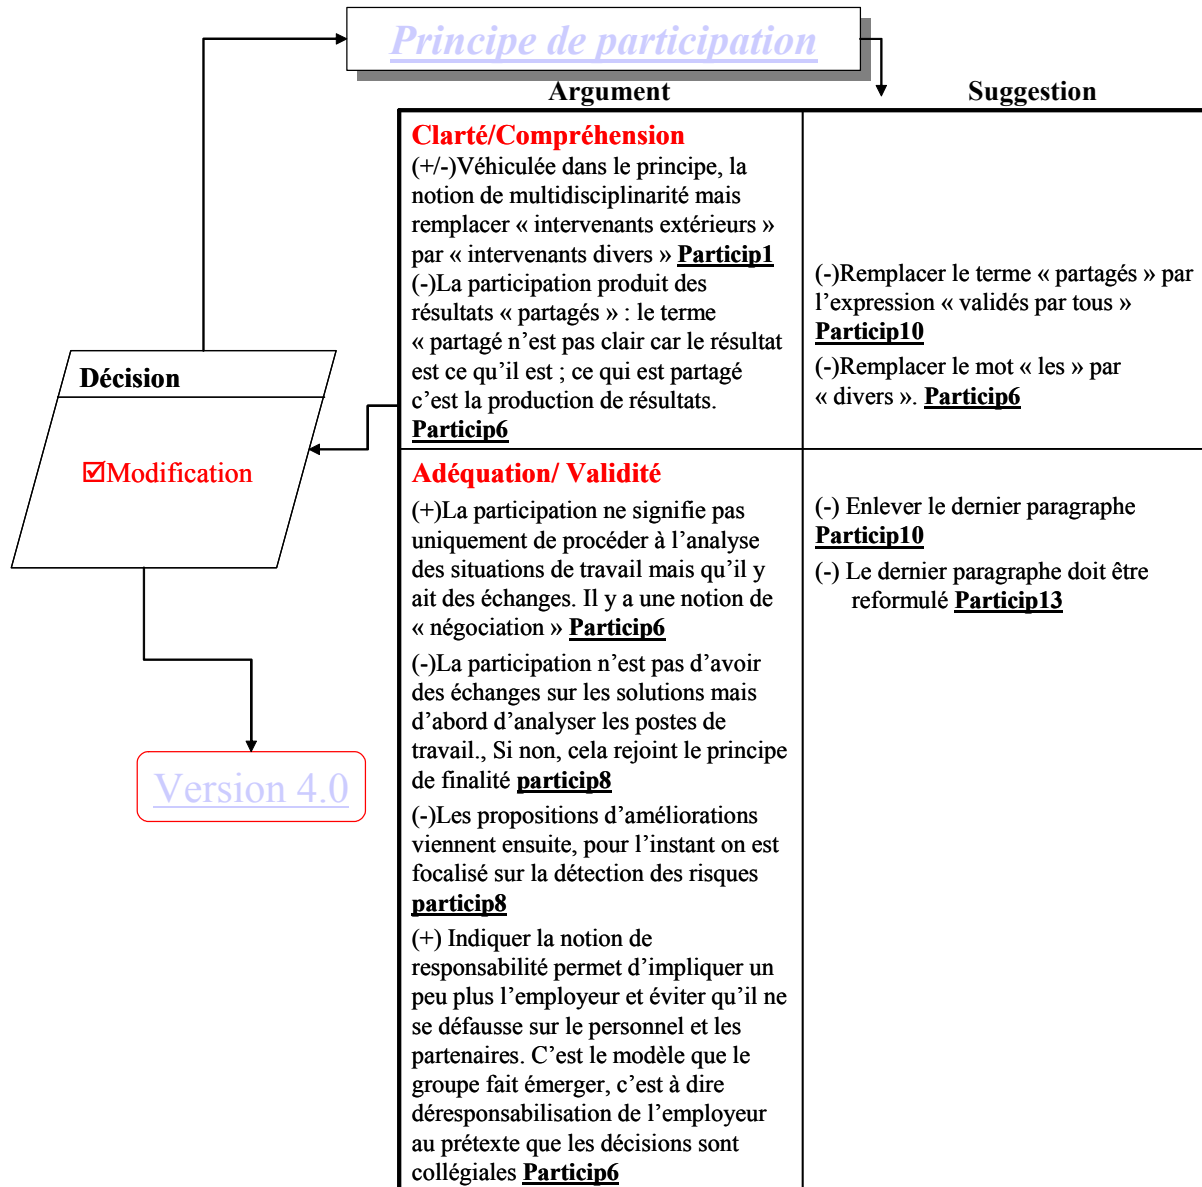 Principe de participation
Argument
Suggestion
Clarté/Compréhension
(+/-)Véhiculée dans le principe, la
notion de multidisciplinarité mais
remplacer « intervenants extérieurs »
par « intervenants divers » Particip1
(-)La participation produit des
résultats « partagés » : le terme
« partagé n’est pas clair car le résultat
est ce qu’il est ; ce qui est partagé
c’est la production de résultats.
Particip6
(-)Remplacer le terme « partagés » par
l’expression « validés par tous »
Particip10
(-)Remplacer le mot « les » par
« divers ». Particip6
Décision
☑Modification
Adéquation/ Validité
(+)La participation ne signifie pas
uniquement de procéder à l’analyse
des situations de travail mais qu’il y
ait des échanges. Il y a une notion de
« négociation » Particip6
(-)La participation n’est pas d’avoir
des échanges sur les solutions mais
d’abord d’analyser les postes de
travail., Si non, cela rejoint le principe
de finalité particip8
(-)Les propositions d’améliorations
viennent ensuite, pour l’instant on est
focalisé sur la détection des risques
particip8
(+) Indiquer la notion de
responsabilité permet d’impliquer un
peu plus l’employeur et éviter qu’il ne
se défausse sur le personnel et les
partenaires. C’est le modèle que le
groupe fait émerger, c’est à dire
déresponsabilisation de l’employeur
au prétexte que les décisions sont
collégiales Particip6
(-) Enlever le dernier paragraphe
Particip10
(-) Le dernier paragraphe doit être
reformulé Particip13
Version 4.0